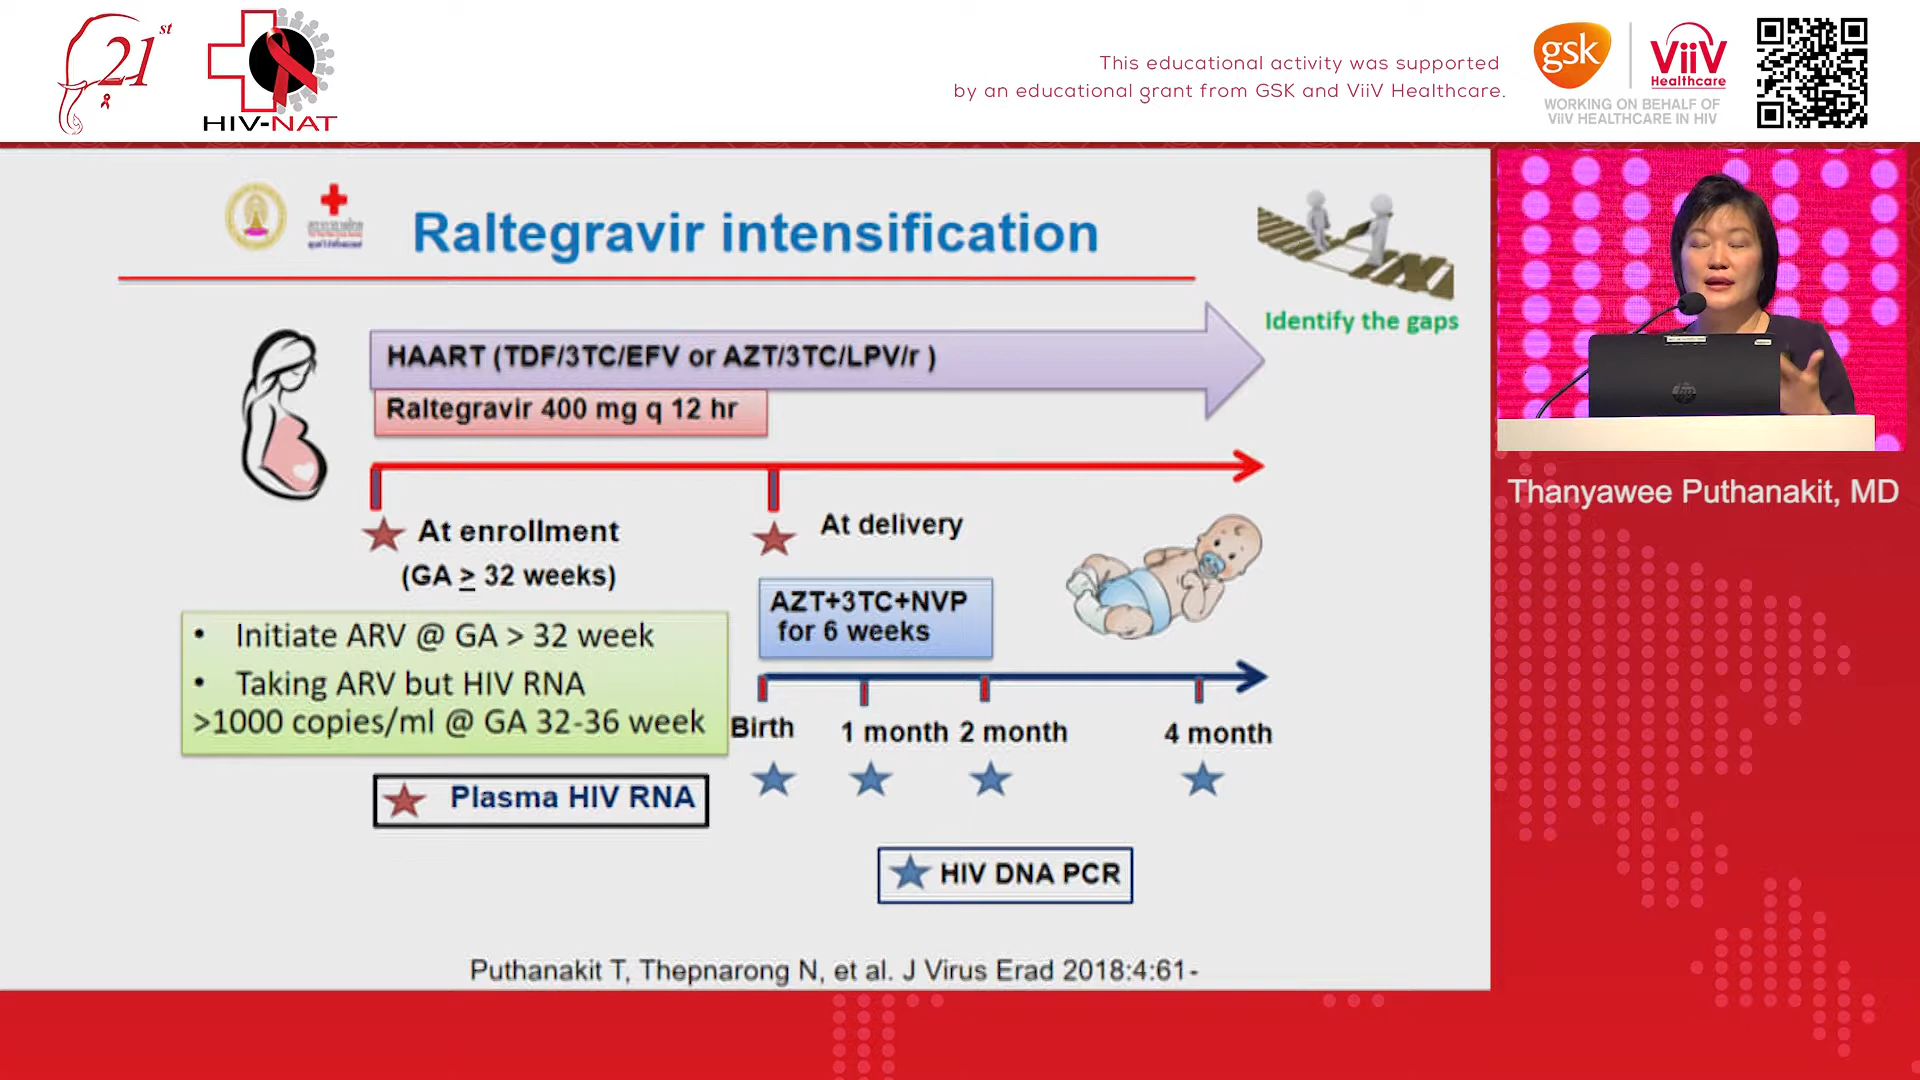 21st
HIV-NAT
This educational activity was supported
by an educational grant from GSK and ViiV Healthcare.
gsk
ViiV
Healthcare
WORKING ON BEHALF OF
ViiV HEALTHCARE IN HIV
Raltegravir intensification
Identify the gaps
HAART (TDF/3TC/EFV or AZT/3TC/LPV/r )
Raltegravir 400 mg q 12 hr
At enrollment
(GA ≥ 32 weeks)
At delivery
AZT+3TC+NVP
for 6 weeks
• Initiate ARV @ GA > 32 week
• Taking ARV but HIV RNA
>1000 copies/ml @ GA 32-36 week
Birth
1 month
2 month
4 month
Plasma HIV RNA
HIV DNA PCR
Puthanakit T, Thepnarong N, et al. J Virus Erad 2018:4:61-
hp
Thanyawee Puthanakit, MD